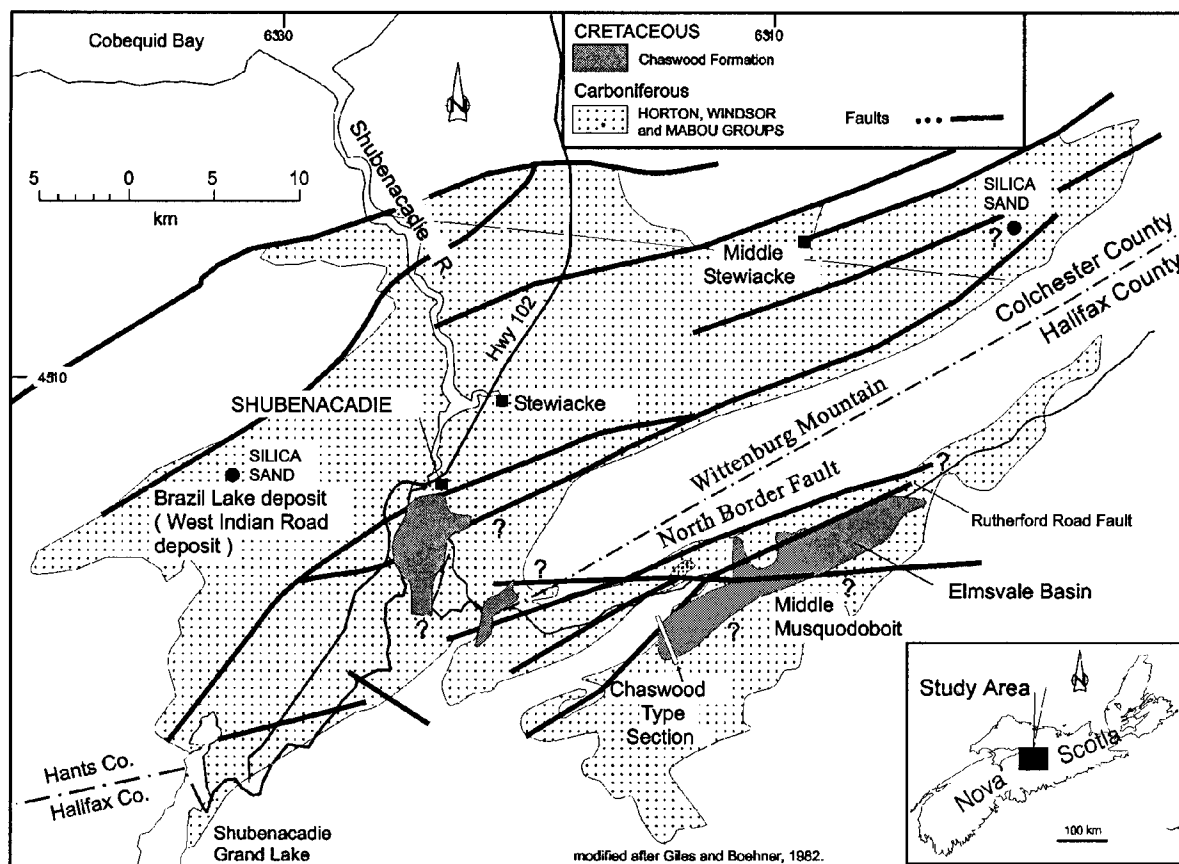 Cobequid Bay
6330
6310
CRETACEOUS
Chaswood Formation
Carboniferous
HORTON, WINDSOR
and MABOU GROUPS
Faults
N
5 0 5 10
km
Shubenacadie R.
Hwy 102
SILICA
SAND
?
Middle
Stewiacke
Colchester County
Halifax County
4510
SHUBENACADIE
Stewiacke
SILICA
SAND
Brazil Lake deposit
( West Indian Road
deposit )
Wittenburg Mountain
North Border Fault
?
Rutherford Road Fault
?
?
?
Elmsvale Basin
?
?
Middle
Musquodoboit
Chaswood
Type
Section
Hants Co.
Halifax Co.
Shubenacadie
Grand Lake
modified after Giles and Boehner, 1982.
Study Area
N
Nova Scotia
100 km